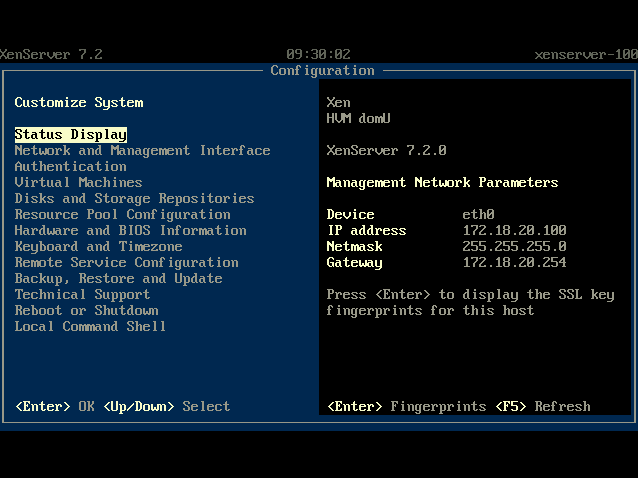 XenServer 7.2 09:30:02 xenserver-100
Configuration
Customize System
Status Display
Network and Management Interface
Authentication
Virtual Machines
Disks and Storage Repositories
Resource Pool Configuration
Hardware and BIOS Information
Keyboard and Timezone
Remote Service Configuration
Backup, Restore and Update
Technical Support
Reboot or Shutdown
Local Command Shell
<Enter> OK <Up/Down> Select
Xen
HVM domU
XenServer 7.2.0
Management Network Parameters
Device eth0
IP address 172.18.20.100
Netmask 255.255.255.0
Gateway 172.18.20.254
Press <Enter> to display the SSL key
fingerprints for this host
<Enter> Fingerprints <F5> Refresh